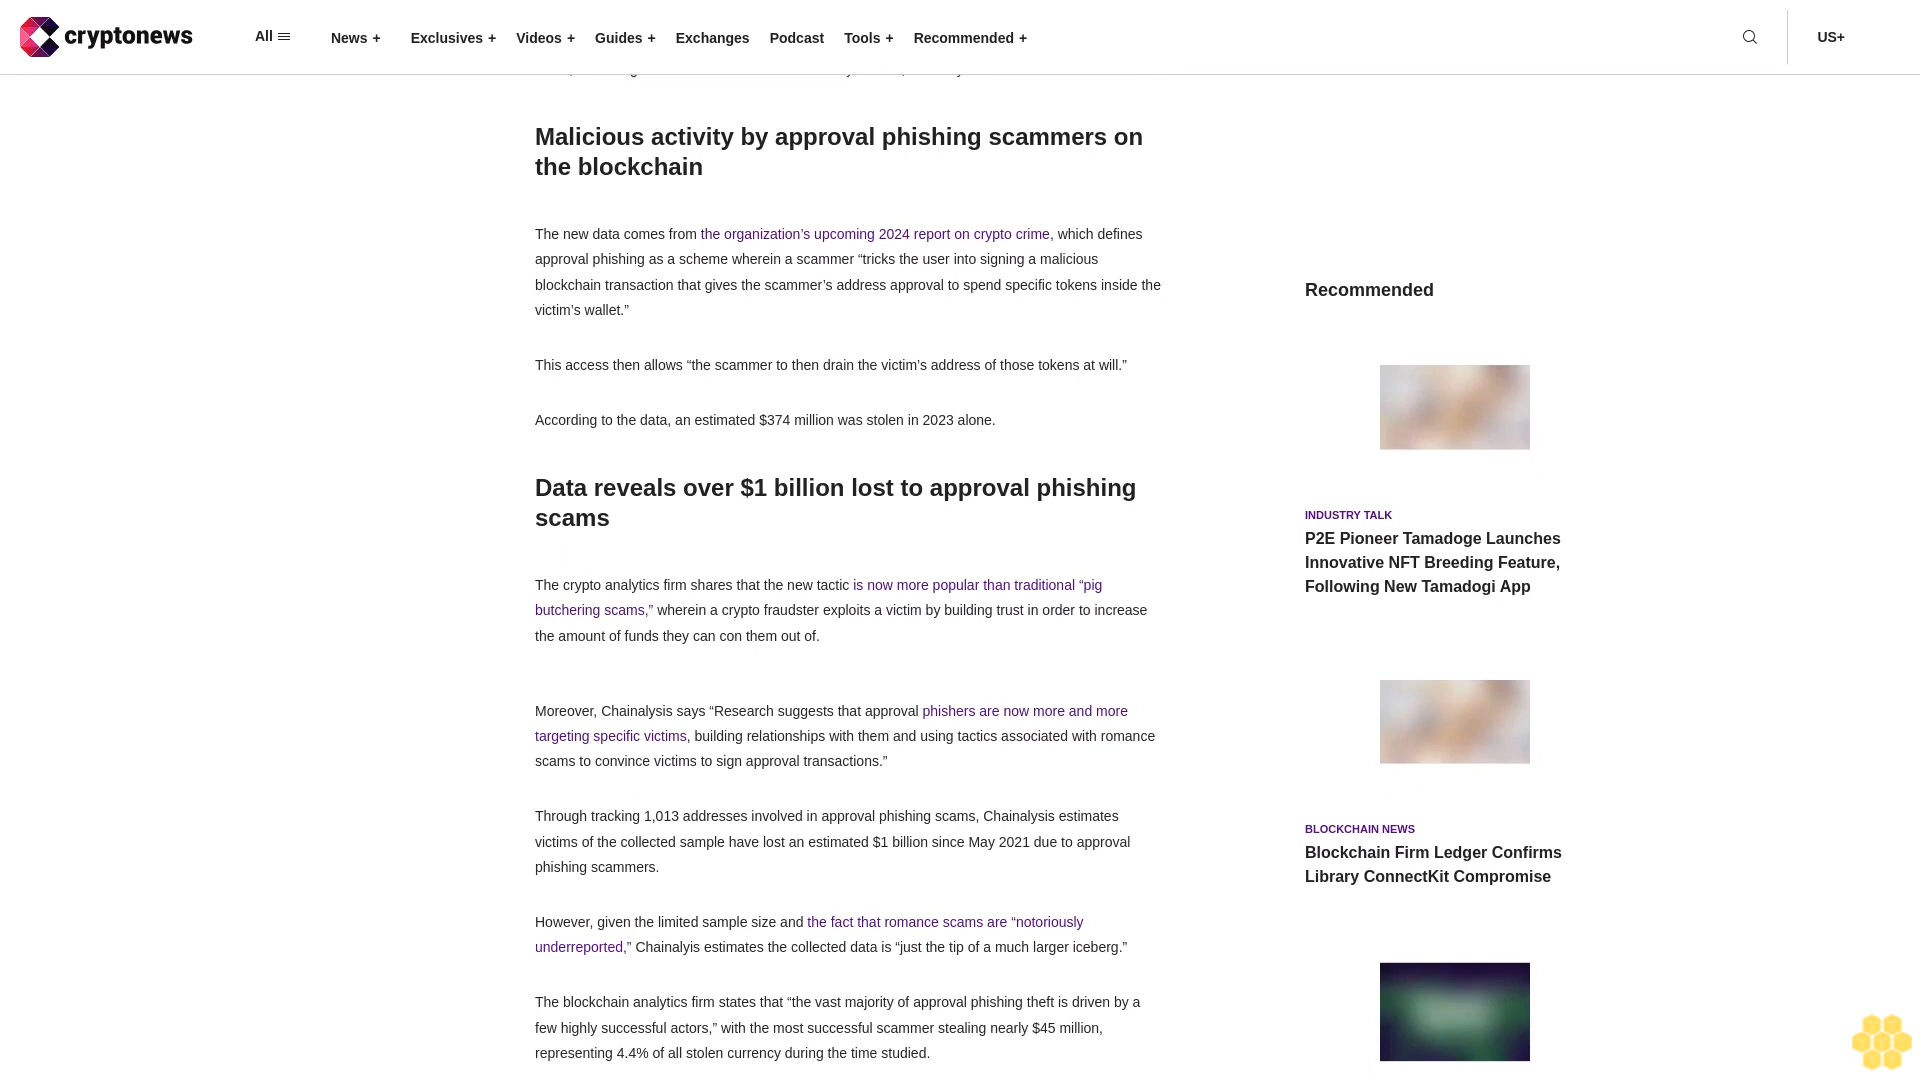 cryptonews
All
News +
Exclusives +
Videos +
Guides +
Exchanges
Podcast
Tools +
Recommended +
US+
Malicious activity by approval phishing scammers on
the blockchain
The new data comes from the organization’s upcoming 2024 report on crypto crime, which defines
approval phishing as a scheme wherein a scammer “tricks the user into signing a malicious
blockchain transaction that gives the scammer’s address approval to spend specific tokens inside the
victim’s wallet.”
This access then allows “the scammer to then drain the victim’s address of those tokens at will.”
According to the data, an estimated $374 million was stolen in 2023 alone.
Data reveals over $1 billion lost to approval phishing
scams
The crypto analytics firm shares that the new tactic is now more popular than traditional “pig
butchering scams,” wherein a crypto fraudster exploits a victim by building trust in order to increase
the amount of funds they can con them out of.
Moreover, Chainalysis says “Research suggests that approval phishers are now more and more
targeting specific victims, building relationships with them and using tactics associated with romance
scams to convince victims to sign approval transactions.”
Through tracking 1,013 addresses involved in approval phishing scams, Chainalysis estimates
victims of the collected sample have lost an estimated $1 billion since May 2021 due to approval
phishing scammers.
However, given the limited sample size and the fact that romance scams are “notoriously
underreported,” Chainalyis estimates the collected data is “just the tip of a much larger iceberg.”
The blockchain analytics firm states that “the vast majority of approval phishing theft is driven by a
few highly successful actors,” with the most successful scammer stealing nearly $45 million,
representing 4.4% of all stolen currency during the time studied.
Recommended
INDUSTRY TALK
P2E Pioneer Tamadoge Launches
Innovative NFT Breeding Feature,
Following New Tamadogi App
BLOCKCHAIN NEWS
Blockchain Firm Ledger Confirms
Library ConnectKit Compromise